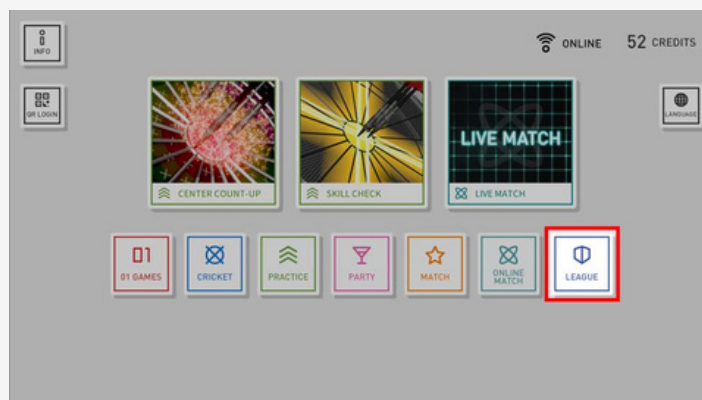 INFO
ONLINE
52 CREDITS
QR LOGIN
LANGUAGE
LIVE MATCH
CENTER COUNT-UP
SKILL CHECK
LIVE MATCH
01
01 GAMES
CRICKET
PRACTICE
PARTY
MATCH
ONLINE
MATCH
LEAGUE